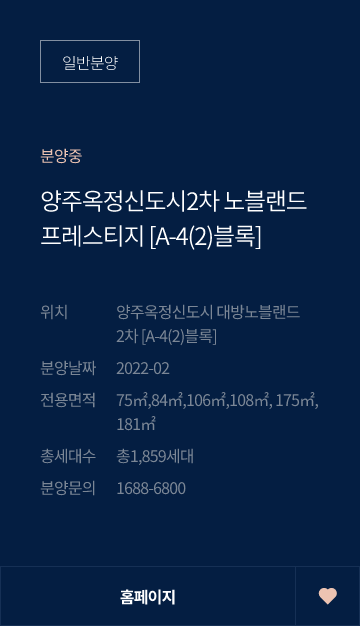 일반분양
분양중
양주옥정신도시2차 노블랜드
프레스티지 [A-4(2)블록]
위치 양주옥정신도시 대방노블랜드
2차 [A-4(2)블록]
분양날짜 2022-02
전용면적 75㎡,84㎡,106㎡,108㎡, 175㎡,
181㎡
총세대수 총1,859세대
분양문의 1688-6800
홈페이지